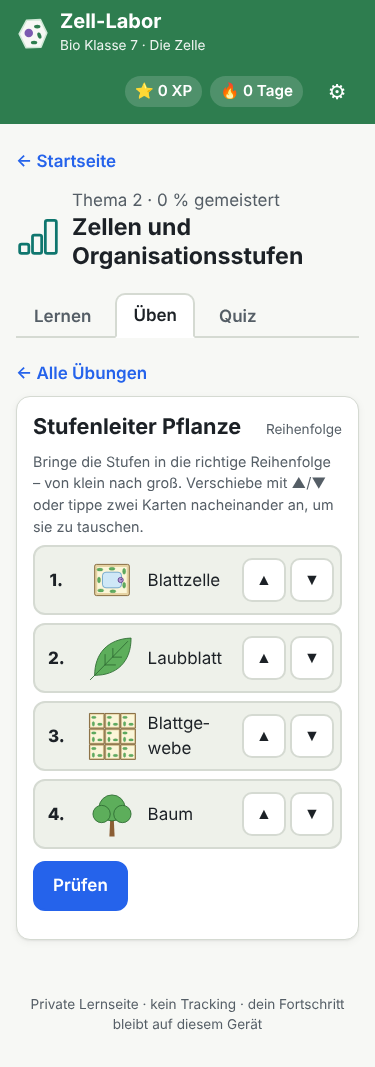 Zell-Labor
Bio Klasse 7 · Die Zelle
⭐ 0 XP
🔥 0 Tage
← Startseite
Thema 2 · 0 % gemeistert
Zellen und
Organisationsstufen
Lernen
Üben
Quiz
← Alle Übungen
Stufenleiter Pflanze
Reihenfolge
Bringe die Stufen in die richtige Reihenfolge
– von klein nach groß. Verschiebe mit ▲/▼
oder tippe zwei Karten nacheinander an, um
sie zu tauschen.
1. Blattzelle ▲ ▼
2. Laubblatt ▲ ▼
3. Blattge-
webe ▲ ▼
4. Baum ▲ ▼
Prüfen
Private Lernseite · kein Tracking · dein Fortschritt
bleibt auf diesem Gerät